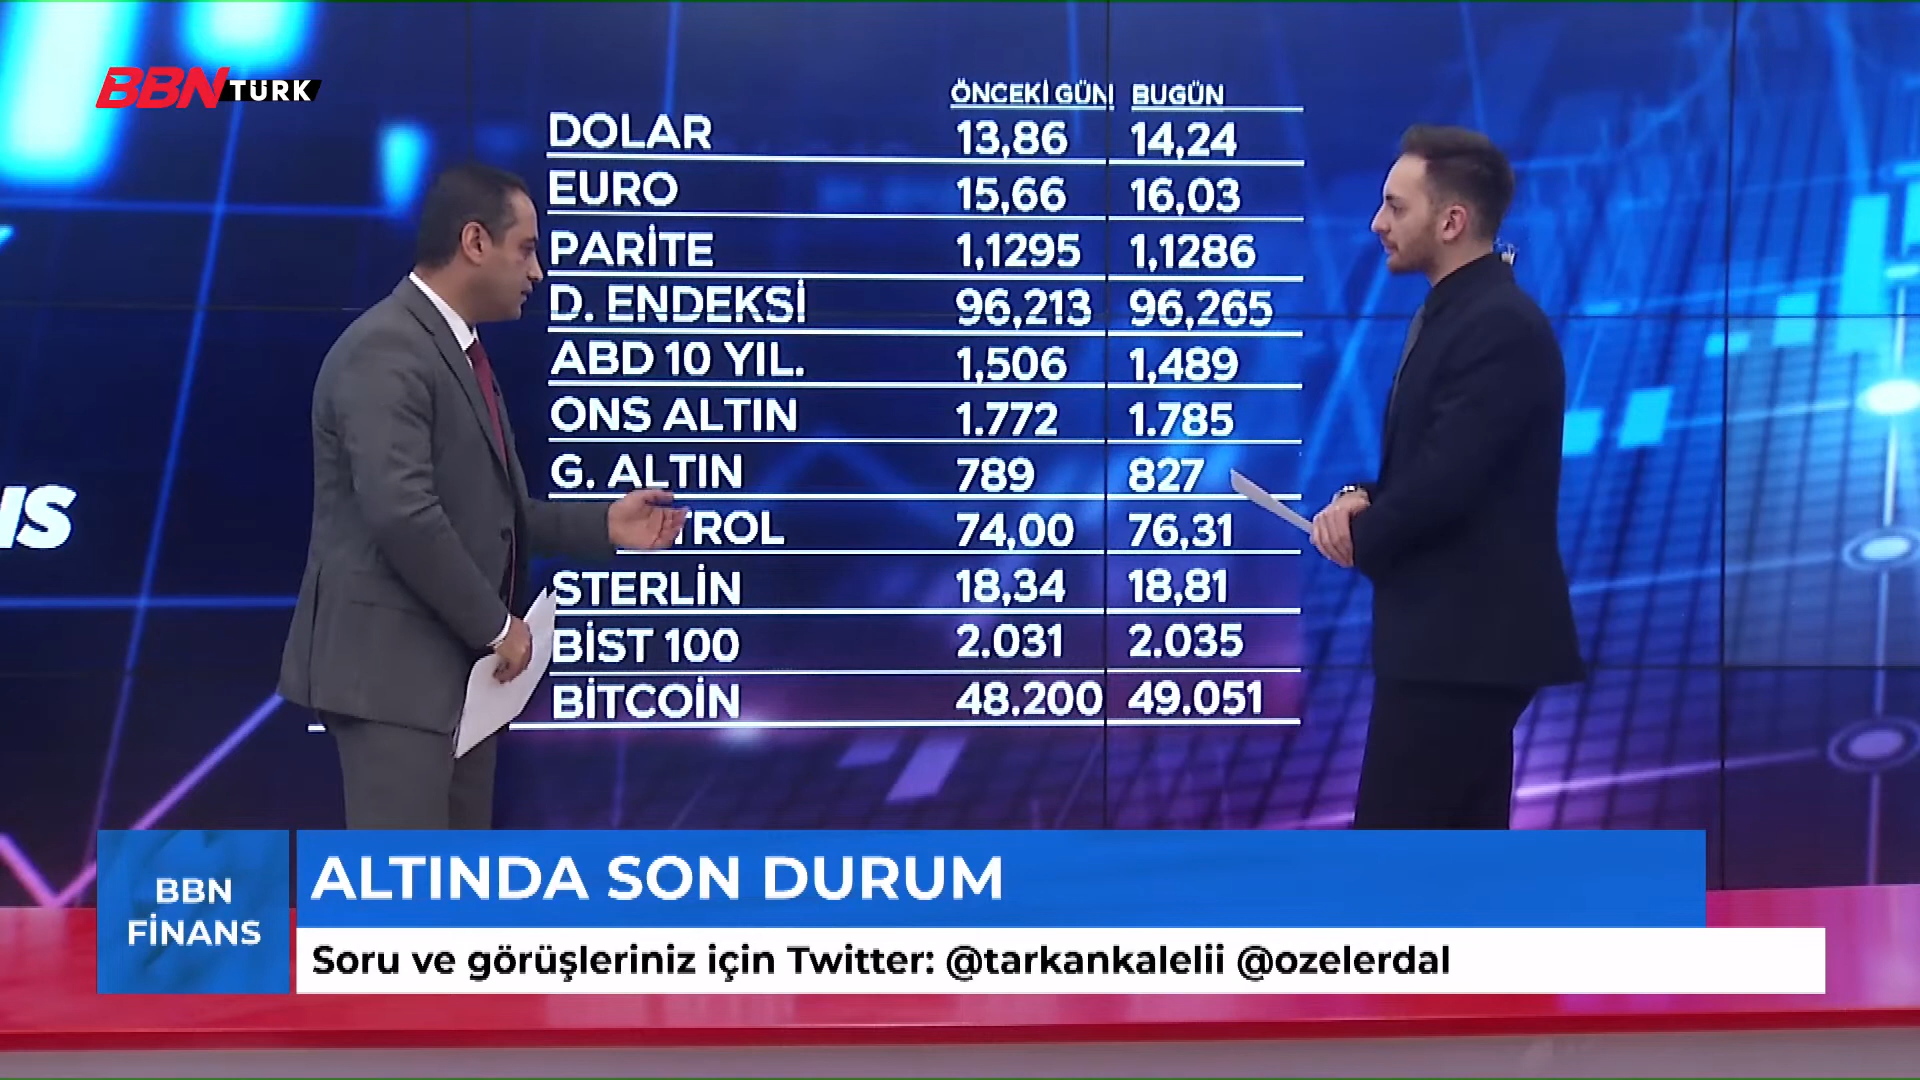 BBN TURK
ÖNCEKİ GÜN BUGÜN
DOLAR 13,86 14,24
EURO 15,66 16,03
PARİTE 1,1295 1,1286
D. ENDEKSİ 96,213 96,265
ABD 10 YIL. 1,506 1,489
ONS ALTIN 1.772 1.785
G. ALTIN 789 827
TROL 74,00 76,31
STERLİN 18,34 18,81
BİST 100 2.031 2.035
BİTCOİN 48.200 49.051
BBN
FİNANS
ALTINDA SON DURUM
Soru ve görüşleriniz için Twitter: @tarkankalelii @ozelerdal